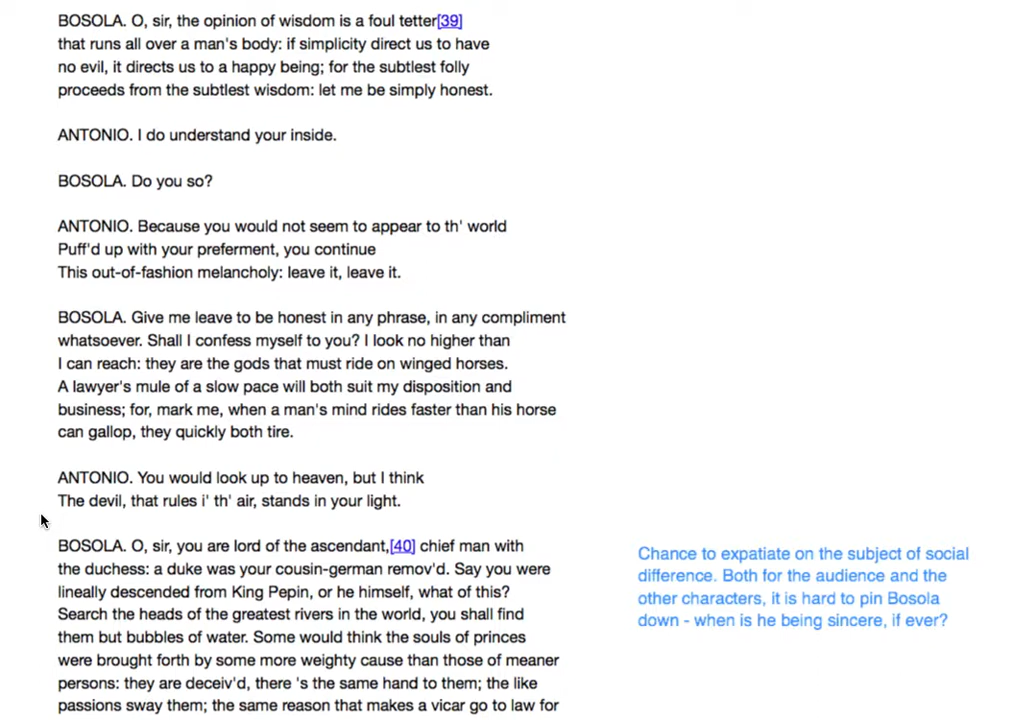 BOSOLA. O, sir, the opinion of wisdom is a foul tetter[39]
that runs all over a man's body: if simplicity direct us to have
no evil, it directs us to a happy being; for the subtlest folly
proceeds from the subtlest wisdom: let me be simply honest.
ANTONIO. I do understand your inside.
BOSOLA. Do you so?
ANTONIO. Because you would not seem to appear to th' world
Puff'd up with your preferment, you continue
This out-of-fashion melancholy: leave it, leave it.
BOSOLA. Give me leave to be honest in any phrase, in any compliment
whatsoever. Shall I confess myself to you? I look no higher than
I can reach: they are the gods that must ride on winged horses.
A lawyer's mule of a slow pace will both suit my disposition and
business; for, mark me, when a man's mind rides faster than his horse
can gallop, they quickly both tire.
ANTONIO. You would look up to heaven, but I think
The devil, that rules i' th' air, stands in your light.
BOSOLA. O, sir, you are lord of the ascendant,[40] chief man with
the duchess: a duke was your cousin-german remov'd. Say you were
lineally descended from King Pepin, or he himself, what of this?
Search the heads of the greatest rivers in the world, you shall find
them but bubbles of water. Some would think the souls of princes
were brought forth by some more weighty cause than those of meaner
persons: they are deceiv'd, there 's the same hand to them; the like
passions sway them; the same reason that makes a vicar go to law for
Chance to expatiate on the subject of social
difference. Both for the audience and the
other characters, it is hard to pin Bosola
down - when is he being sincere, if ever?